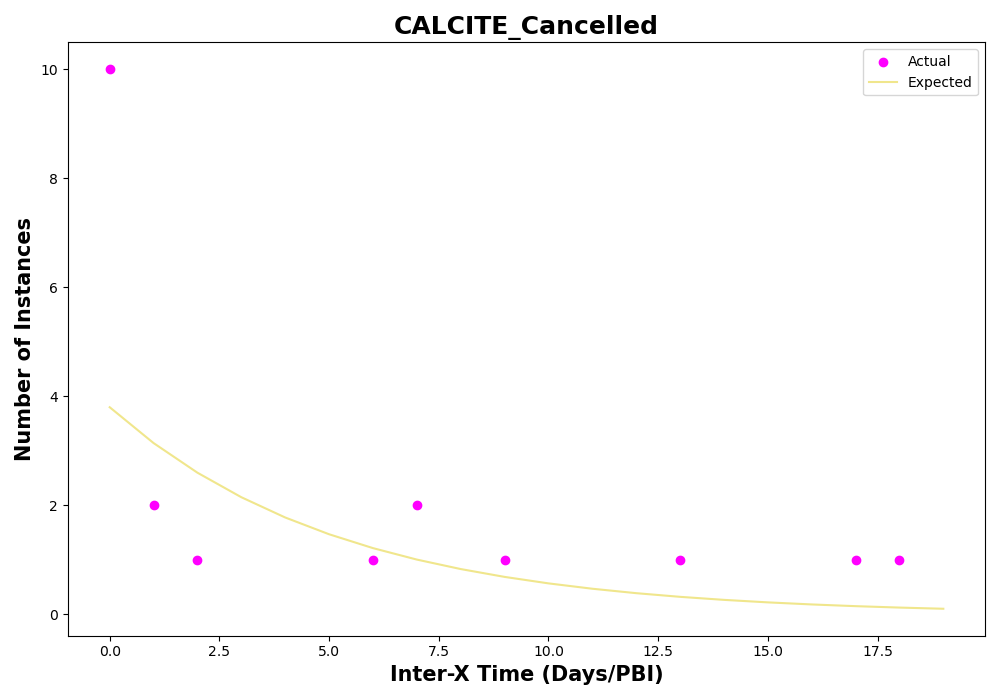 CALCITE_Cancelled
Actual
Expected
10
8
6
4
2
0
Number of Instances
0.0 2.5 5.0 7.5 10.0 12.5 15.0 17.5
Inter-X Time (Days/PBI)